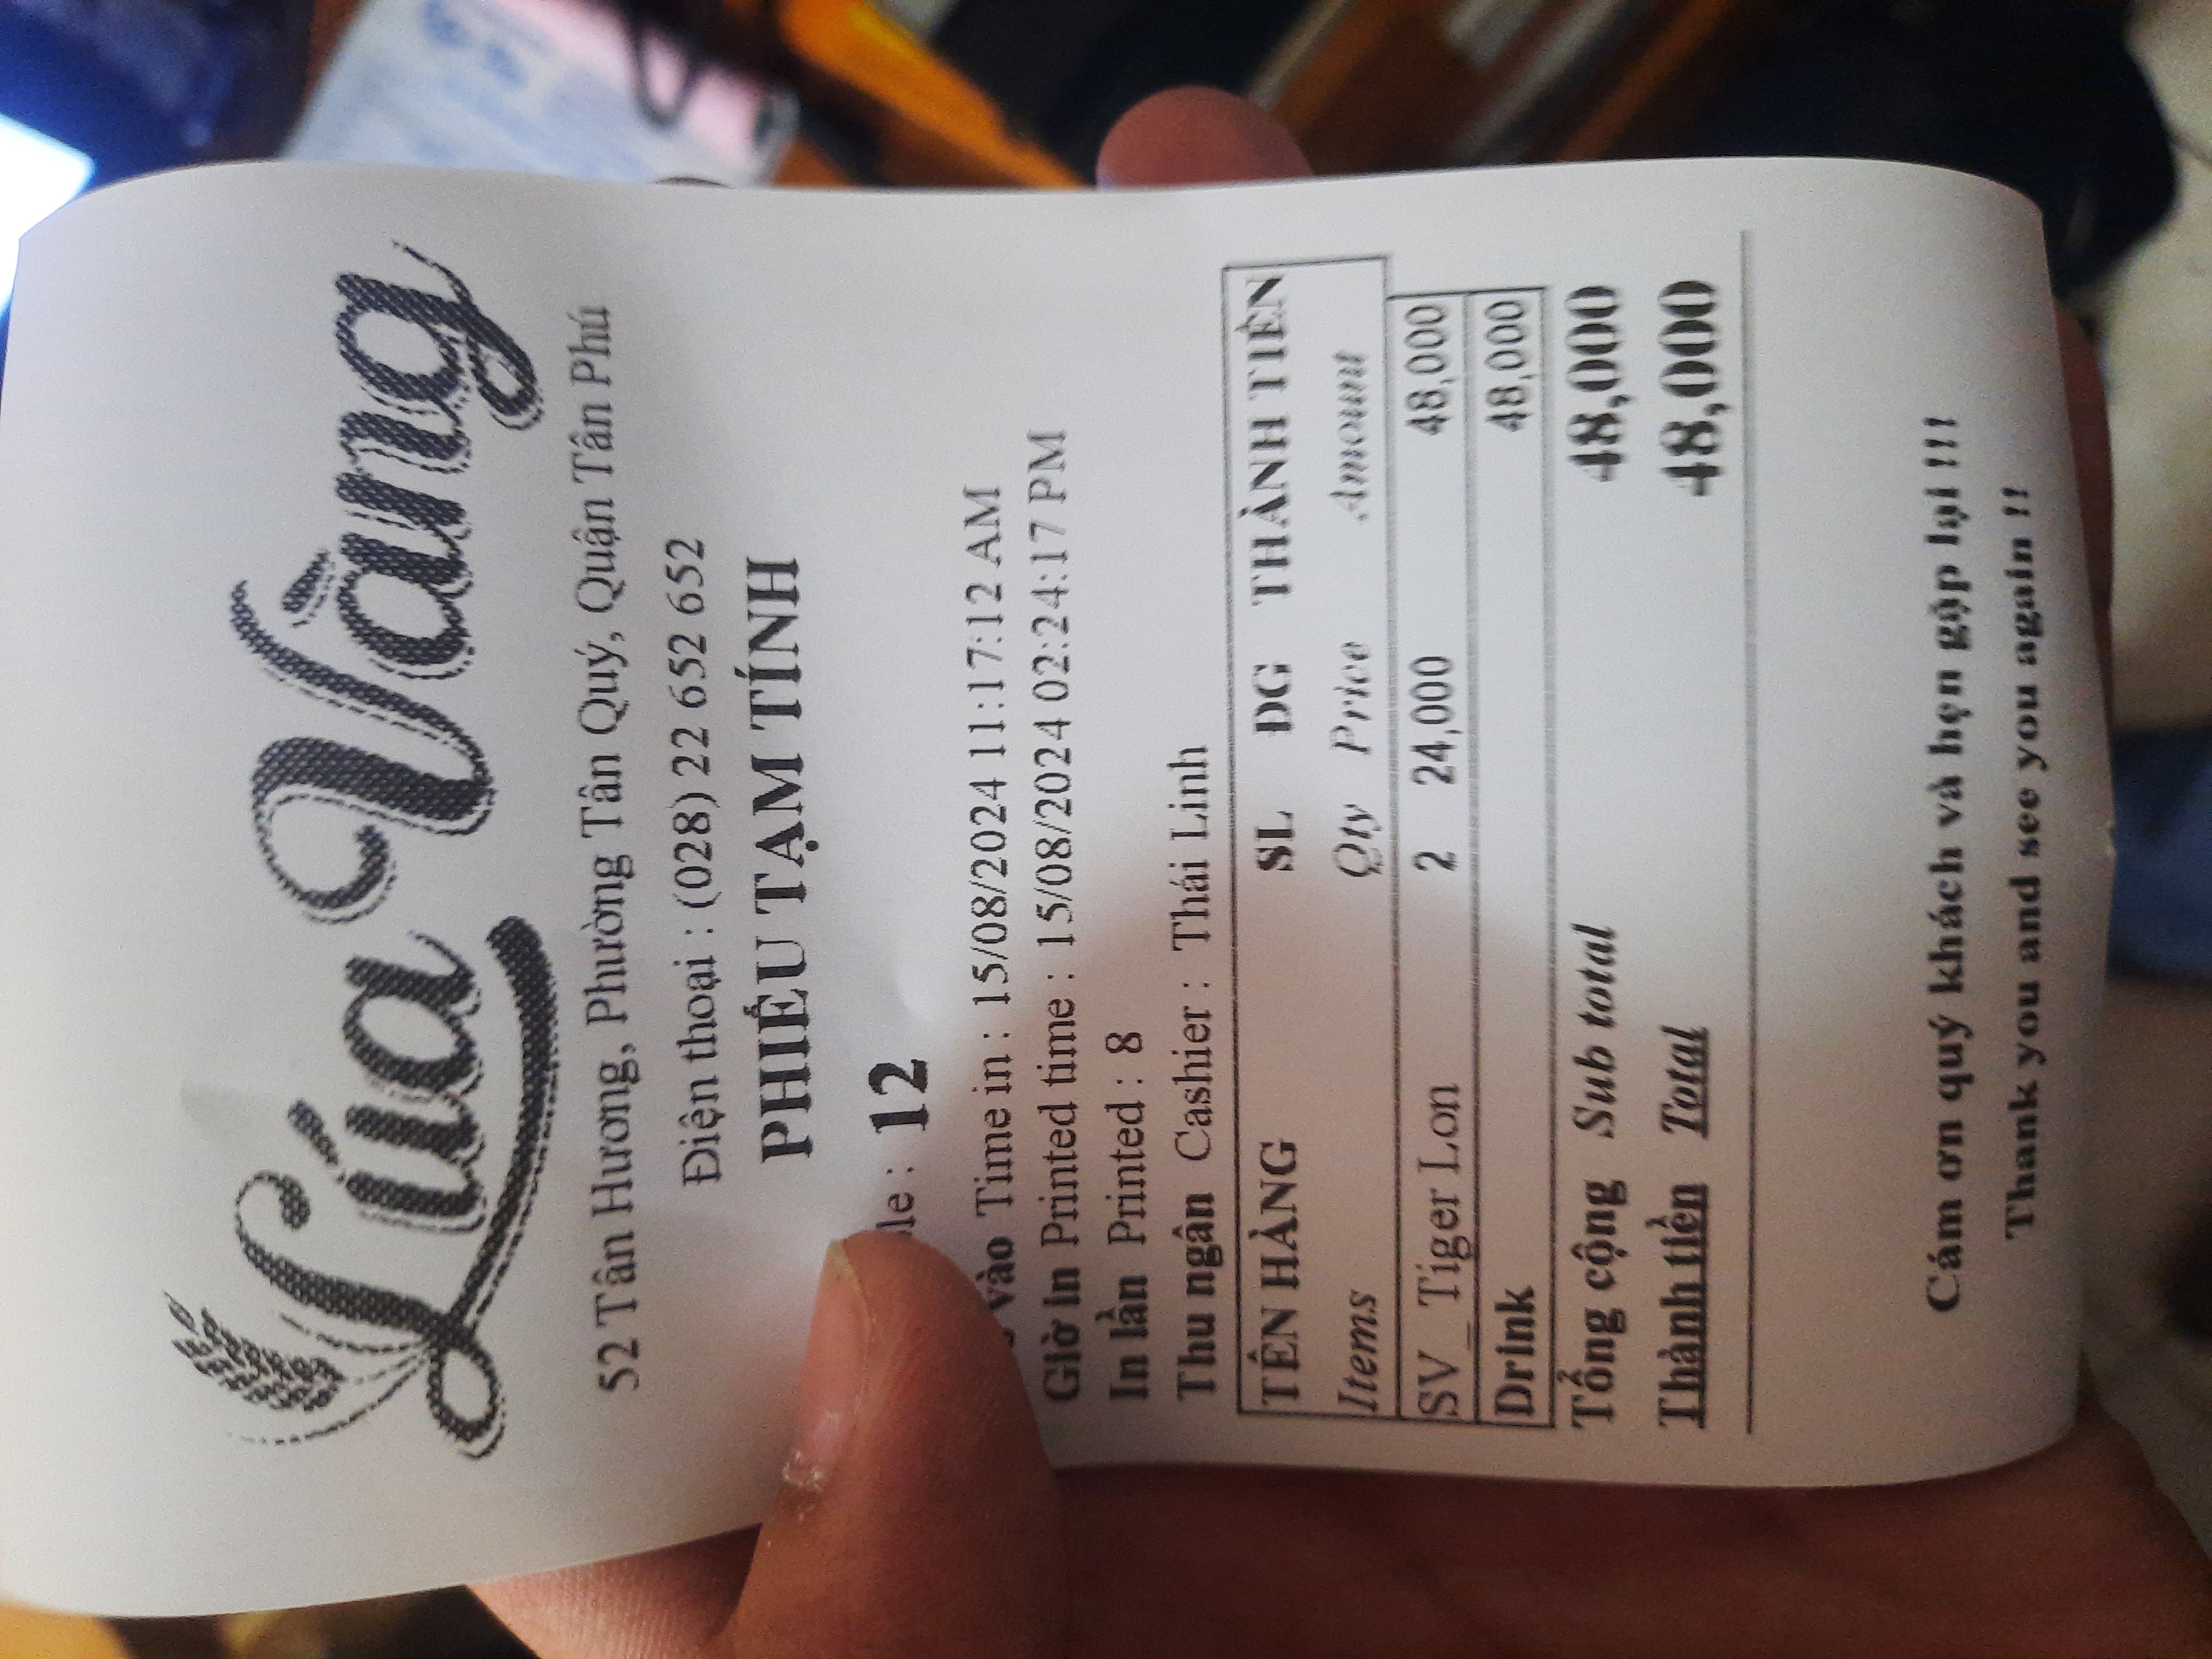 Lúa Vàng
52 Tân Hương, Phường Tân Quý, Quận Tân Phú
Điện thoại : (028) 22 652 652
PHIẾU TẠM TÍNH
: 12
vào Time in : 15/08/2024 11:17:12 AM
Giờ in Printed time : 15/08/2024 02:24:17 PM
In lần Printed : 8
Thu ngân Cashier : Thái Linh
TÊN HÀNG SL ĐG THÀNH TIỀN
Items Qty Price Amount
SV_Tiger Lon 2 24,000 48,000
Drink 48,000
Tổng cộng Sub total 48,000
Thành tiền Total 48,000
Cám ơn quý khách và hẹn gặp lại !!!
Thank you and see you again !!